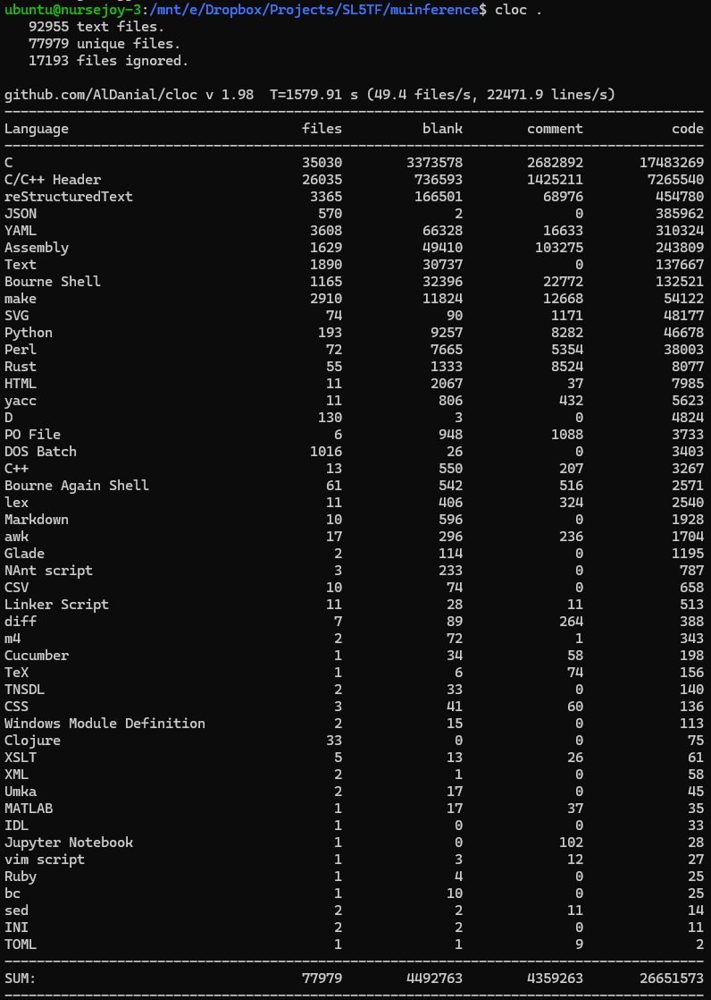 ubuntu@nursejoy-3:/mnt/e/Dropbox/Projects/SL5TF/muinference$ cloc .
   92955 text files.
   77979 unique files.
   17193 files ignored.

github.com/AlDanial/cloc v 1.98  T=1579.91 s (49.4 files/s, 22471.9 lines/s)
---------------------------------------------------------------------------------------
Language                             files          blank        comment           code
---------------------------------------------------------------------------------------
C                                    35030        3373578        2682892       17483269
C/C++ Header                         26035         736593        1425211        7265540
reStructuredText                      3365         166501          68976         454780
JSON                                   570              2              0         385962
YAML                                  3608          66328          16633         310324
Assembly                              1629          49410         103275         243809
Text                                  1890          30737              0         137667
Bourne Shell                          1165          32396          22772         132521
make                                  2910          11824          12668          54122
SVG                                     74             90           1171          48177
Python                                 193           9257           8282          46678
Perl                                    72           7665           5354          38003
Rust                                    55           1333           8524           8077
HTML                                    11           2067             37           7985
yacc                                    11            806            432           5623
D                                      130              3              0           4824
PO File                                  6            948           1088           3733
DOS Batch                             1016             26              0           3403
C++                                     13            550            207           3267
Bourne Again Shell                      61            542            516           2571
lex                                     11            406            324           2540
Markdown                                10            596              0           1928
awk                                     17            296            236           1704
Glade                                    2            114              0           1195
NAnt script                              3            233              0            787
CSV                                     10             74              0            658
Linker Script                           11             28             11            513
diff                                     7             89            264            388
m4                                       2             72              1            343
Cucumber                                 1             34             58            198
TeX                                      1              6             74            156
TNSDL                                    2             33              0            140
CSS                                      3             41             60            136
Windows Module Definition                2             15              0            113
Clojure                                 33              0              0             75
XSLT                                     5             13             26             61
XML                                      2              1              0             58
Umka                                     2             17              0             45
MATLAB                                   1             17             37             35
IDL                                      1              0              0             33
Jupyter Notebook                         1              0            102             28
vim script                               1              3             12             27
Ruby                                     1              4              0             25
bc                                       1             10              0             25
sed                                      2              2             11             14
INI                                      2              2              0             11
TOML                                     1              1              9              2
---------------------------------------------------------------------------------------
SUM:                                 77979        4492763        4359263       26651573
---------------------------------------------------------------------------------------